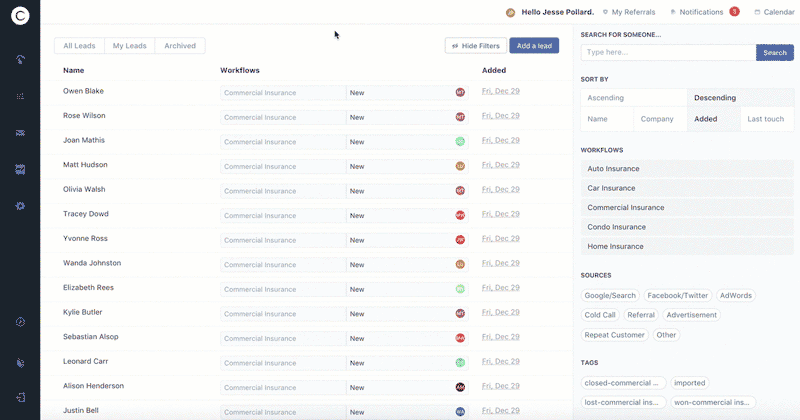 C
Hello Jesse Pollard.
My Referrals
Notifications
3
Calendar
All Leads
My Leads
Archived
Hide Filters
Add a lead
Name
Workflows
Added
Owen Blake
Commercial Insurance
New
Fri, Dec 29
Rose Wilson
Commercial Insurance
New
Fri, Dec 29
Joan Mathis
Commercial Insurance
New
Fri, Dec 29
Matt Hudson
Commercial Insurance
New
Fri, Dec 29
Olivia Walsh
Commercial Insurance
New
Fri, Dec 29
Tracey Dowd
Commercial Insurance
New
Fri, Dec 29
Yvonne Ross
Commercial Insurance
New
Fri, Dec 29
Wanda Johnston
Commercial Insurance
New
Fri, Dec 29
Elizabeth Rees
Commercial Insurance
New
Fri, Dec 29
Kylie Butler
Commercial Insurance
New
Fri, Dec 29
Sebastian Alsop
Commercial Insurance
New
Fri, Dec 29
Leonard Carr
Commercial Insurance
New
Fri, Dec 29
Alison Henderson
Commercial Insurance
New
Fri, Dec 29
Justin Bell
Commercial Insurance
New
Fri, Dec 29
SEARCH FOR SOMEONE...
Type here...
Search
SORT BY
Ascending
Descending
Name
Company
Added
Last touch
WORKFLOWS
Auto Insurance
Car Insurance
Commercial Insurance
Condo Insurance
Home Insurance
SOURCES
Google/Search
Facebook/Twitter
AdWords
Cold Call
Referral
Advertisement
Repeat Customer
Other
TAGS
closed-commercial ...
imported
lost-commercial ins...
won-commercial ins...